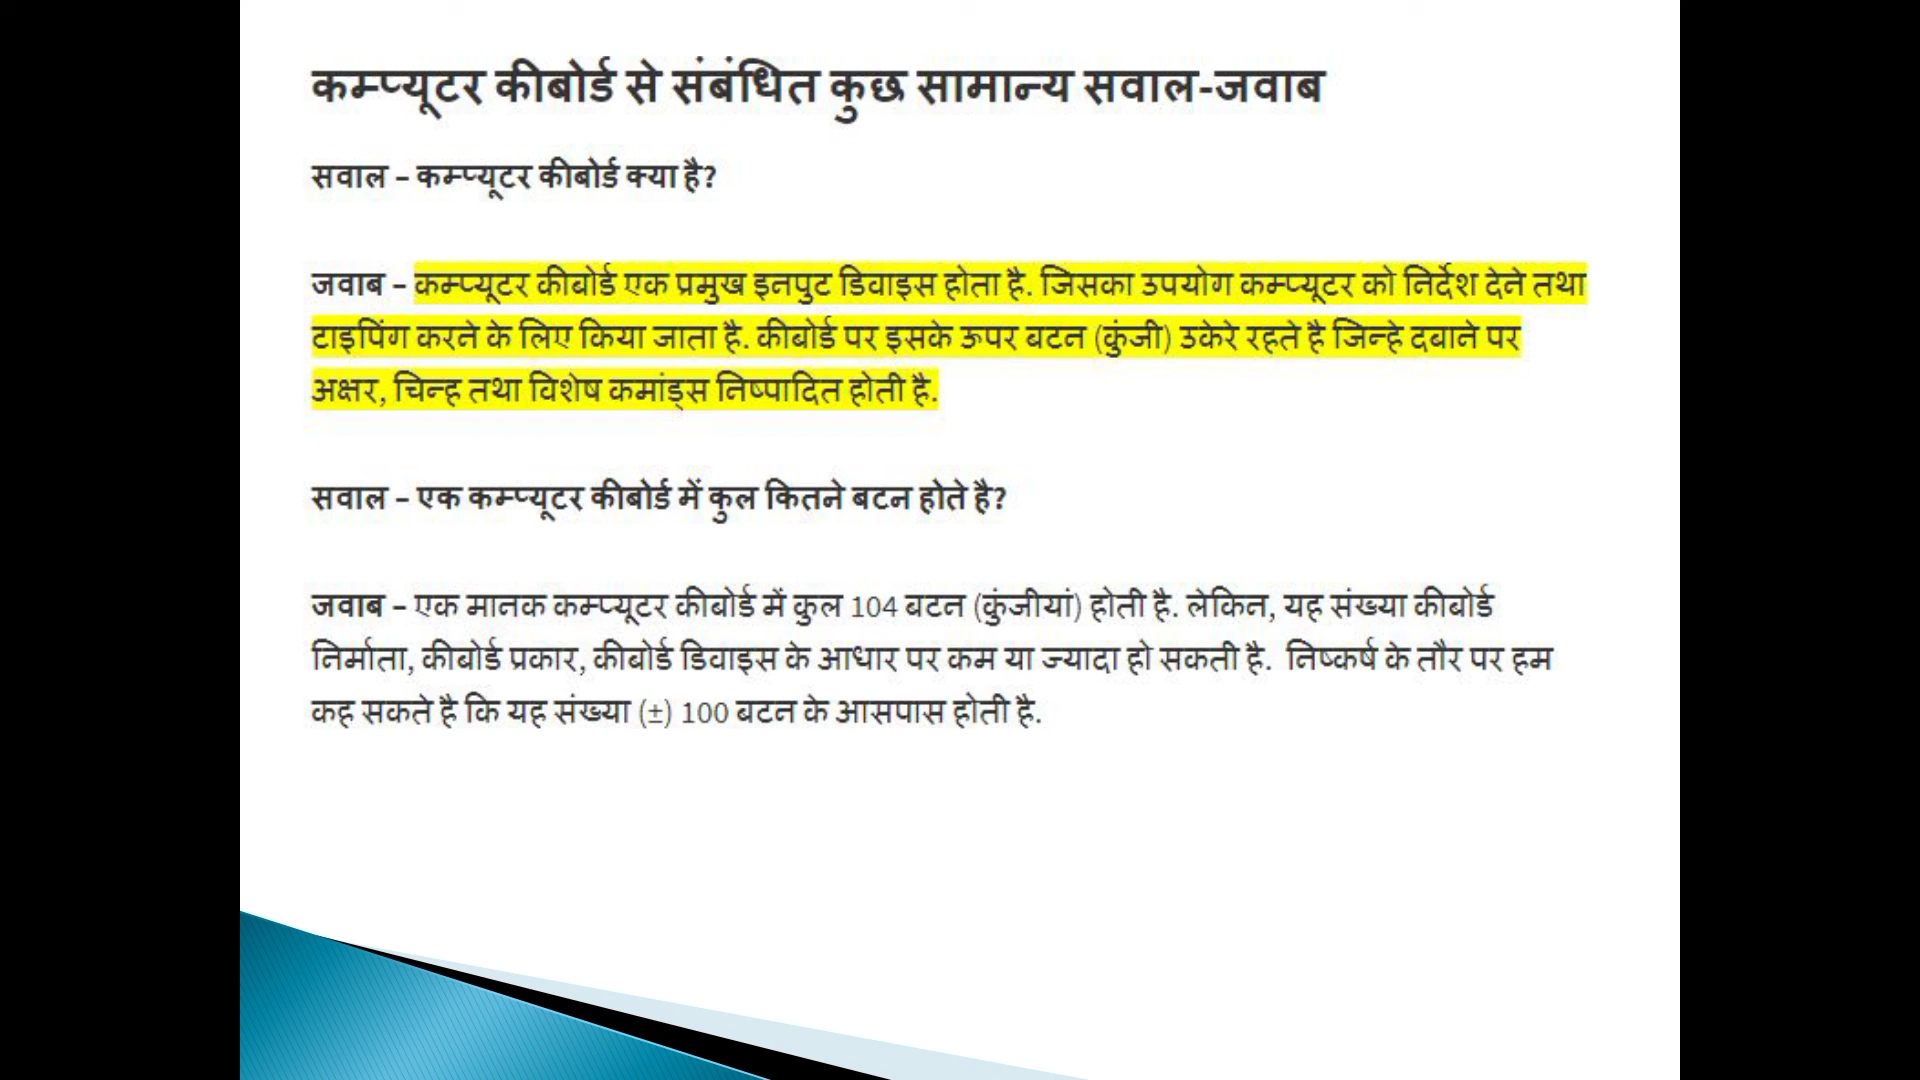 कम्प्यूटर कीबोर्ड से संबंधित कुछ सामान्य सवाल-जवाब
सवाल – कम्प्यूटर कीबोर्ड क्या है?
जवाब – कम्प्यूटर कीबोर्ड एक प्रमुख इनपुट डिवाइस होता है. जिसका उपयोग कम्प्यूटर को निर्देश देने तथा
टाइपिंग करने के लिए किया जाता है. कीबोर्ड पर इसके ऊपर बटन (कुंजी) उकेरे रहते है जिन्हे दबाने पर
अक्षर, चिन्ह तथा विशेष कमांड्स निष्पादित होती है.
सवाल – एक कम्प्यूटर कीबोर्ड में कुल कितने बटन होते है?
जवाब – एक मानक कम्प्यूटर कीबोर्ड में कुल 104 बटन (कुंजीयां) होती है. लेकिन, यह संख्या कीबोर्ड
निर्माता, कीबोर्ड प्रकार, कीबोर्ड डिवाइस के आधार पर कम या ज्यादा हो सकती है. निष्कर्ष के तौर पर हम
कह सकते है कि यह संख्या (±) 100 बटन के आसपास होती है.